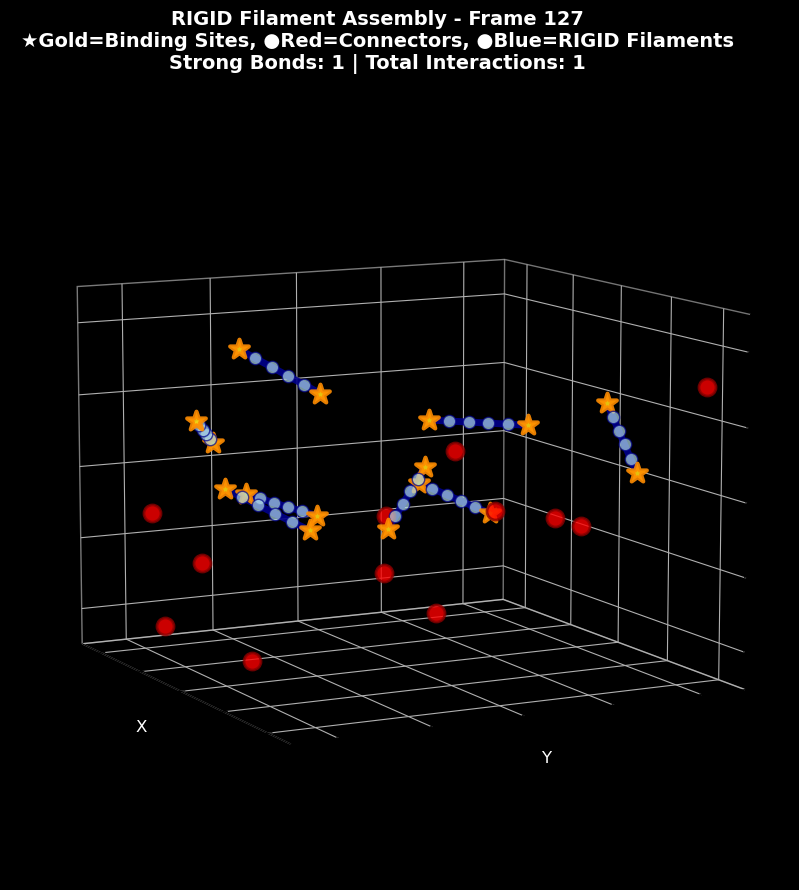 RIGID Filament Assembly - Frame 127
★Gold=Binding Sites, ●Red=Connectors, ●Blue=RIGID Filaments
Strong Bonds: 1 | Total Interactions: 1
X
Y